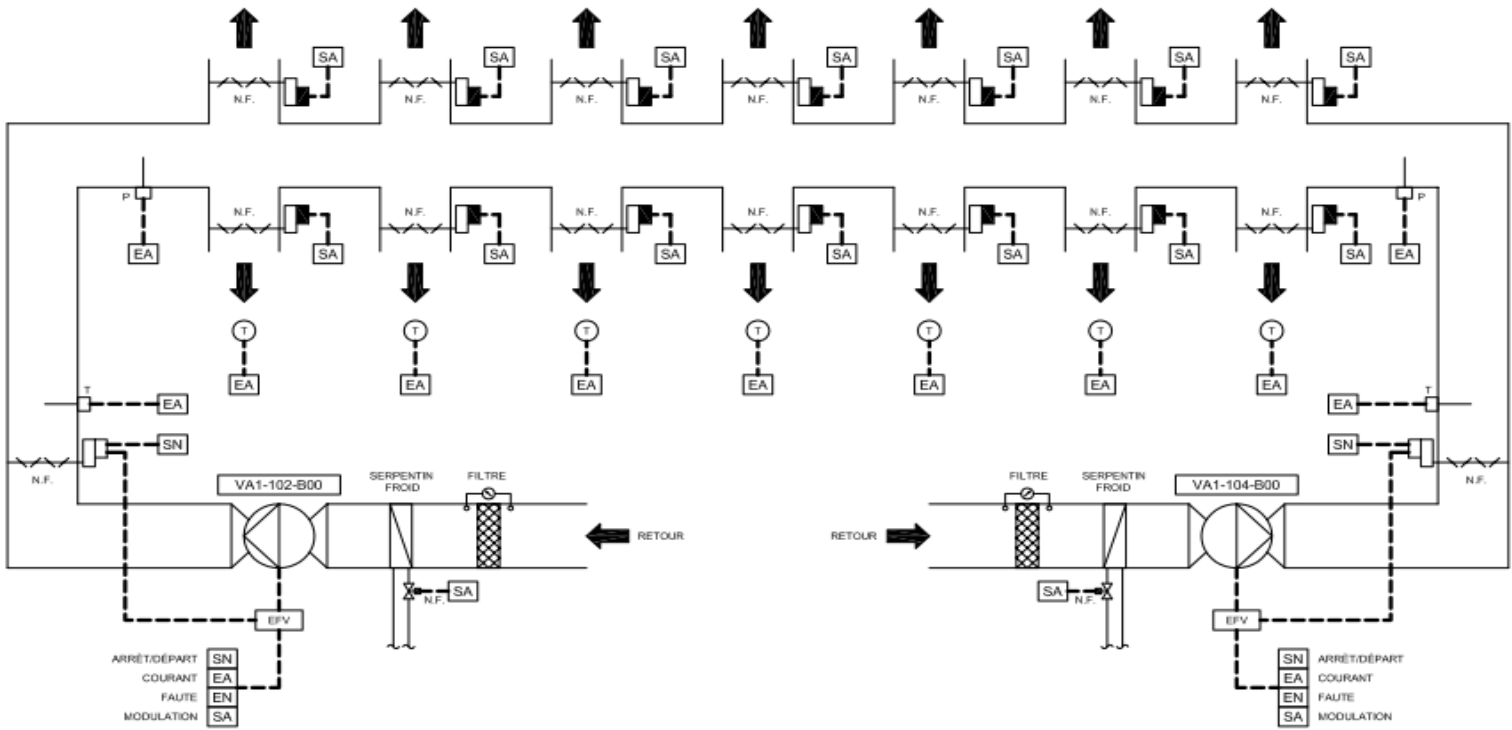 SA SA SA SA SA SA SA
N.F. N.F. N.F. N.F. N.F. N.F. N.F.
P P
N.F. N.F. N.F. N.F. N.F. N.F. N.F.
EA SA SA SA SA SA SA SA EA
T T T T T T T
EA EA EA EA EA EA EA
T T
EA EA
SN SN
N.F. N.F.
VA1-102-B00
SERPENTIN
FROID
FILTRE
FILTRE
SERPENTIN
FROID
VA1-104-B00
RETOUR RETOUR
N.F. SA SA N.F.
EFV EFV
ARRÊT/DÉPART SN
COURANT EA
FAUTE EN
MODULATION SA
SN ARRÊT/DÉPART
EA COURANT
EN FAUTE
SA MODULATION